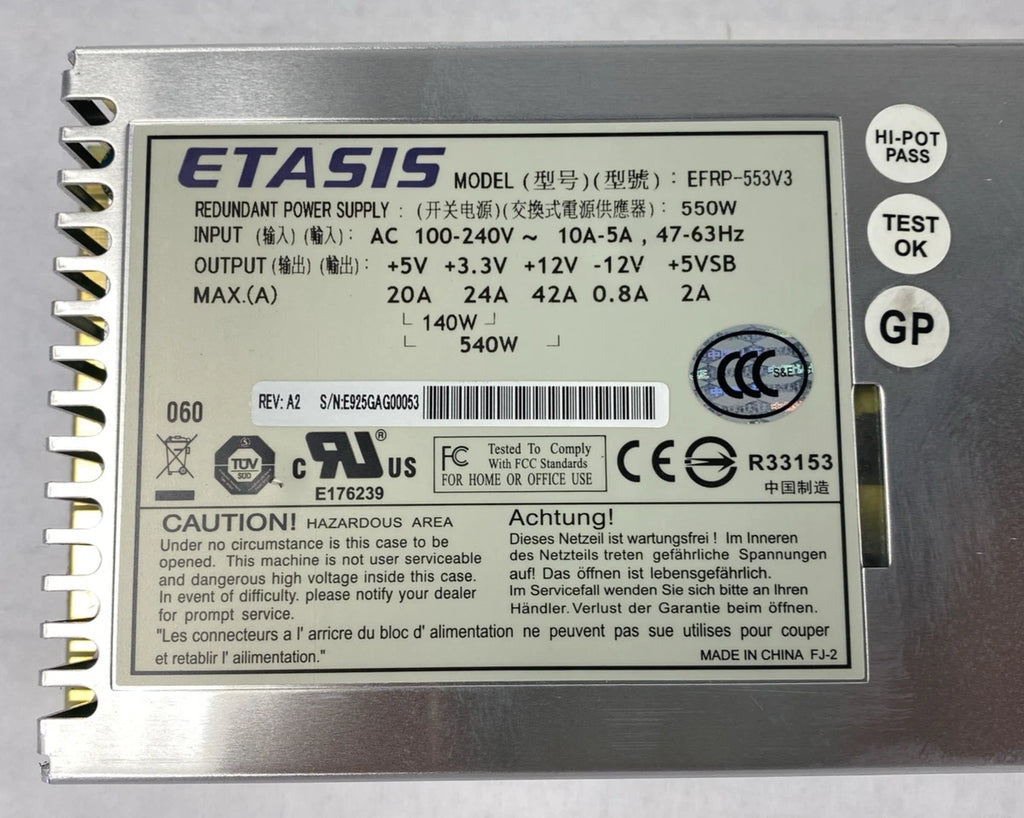 ETASIS MODEL (型号)(型號) : EFRP-553V3
REDUNDANT POWER SUPPLY : (开关电源)(交換式電源供應器) : 550W
INPUT (输入) (輸入) : AC 100-240V ~ 10A-5A , 47-63Hz
OUTPUT (输出) (輸出) : +5V +3.3V +12V -12V +5VSB
MAX.(A) 20A 24A 42A 0.8A 2A
140W
540W
HI-POT
PASS
TEST
OK
GP
S&E
REV: A2 S/N:E925GAG00053
060
TÜV
SÜD
c RU ® US
E176239
FC Tested To Comply
With FCC Standards
FOR HOME OR OFFICE USE
CE
R33153
中国制造
CAUTION! HAZARDOUS AREA
Under no circumstance is this case to be
opened. This machine is not user serviceable
and dangerous high voltage inside this case.
In event of difficulty. please notify your dealer
for prompt service.
Achtung!
Dieses Netzeil ist wartungsfrei ! Im Inneren
des Netzteils treten gefährliche Spannungen
auf! Das öffnen ist lebensgefährlich.
Im Servicefall wenden Sie sich bitte an Ihren
Händler. Verlust der Garantie beim öffnen.
"Les connecteurs a l' arricre du bloc d' alimentation ne peuvent pas sue utilises pour couper
et retablir l' ailimentation."
MADE IN CHINA FJ-2